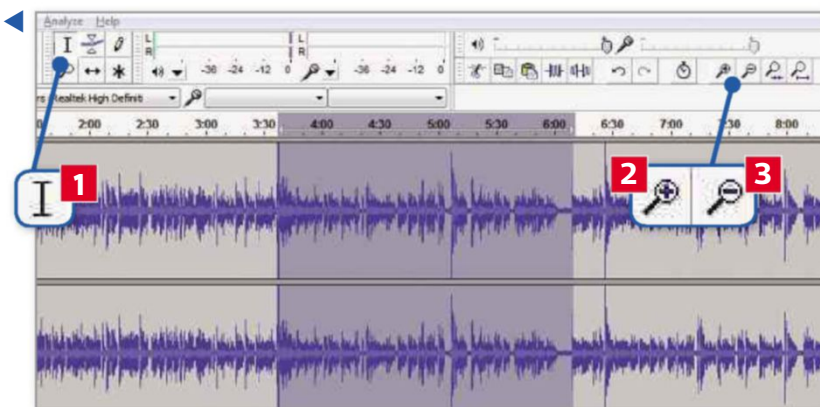 Analyze Help
L
R
L
R
-36 -24 -12 0
-36 -24 -12 0
rs (Realtek High Definiti
0 2:00 2:30 3:00 3:30 4:00 4:30 5:00 5:30 6:00 6:30 7:00 7:30 8:00
1
2
3